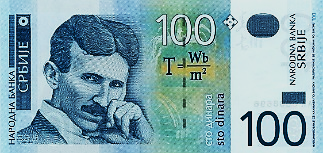 НАРОДНА БАНКА
СРБИЈЕ
100
T=Wb/m²
NARODNA BANKA
SRBIJE
сто динара
sto dinara
100